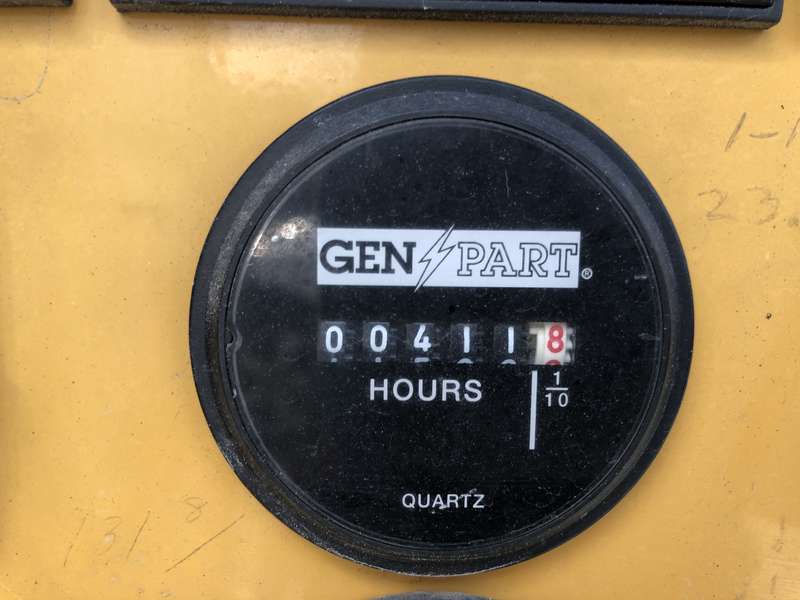 GEN PART®
004118
HOURS
1/10
QUARTZ